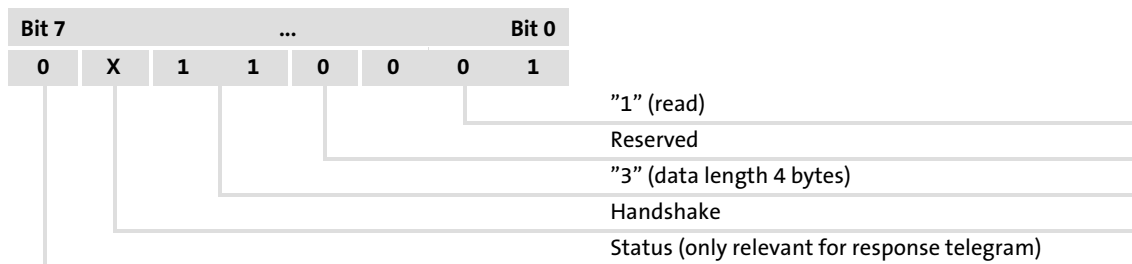 Bit 7 ... Bit 0
0 X 1 1 0 0 0 1
”1” (read)
Reserved
”3” (data length 4 bytes)
Handshake
Status (only relevant for response telegram)